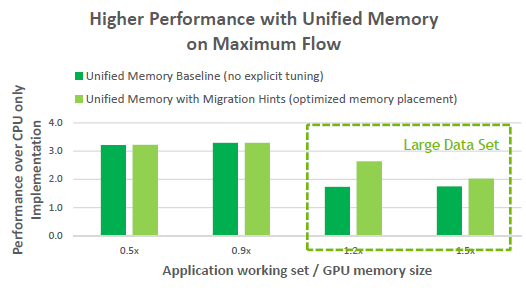 Higher Performance with Unified Memory
on Maximum Flow
Unified Memory Baseline (no explicit tuning)
Unified Memory with Migration Hints (optimized memory placement)
Performance over CPU only
Implementation
4.0
3.0
2.0
1.0
0.0
Large Data Set
0.5x
0.9x
1.2x
1.5x
Application working set / GPU memory size